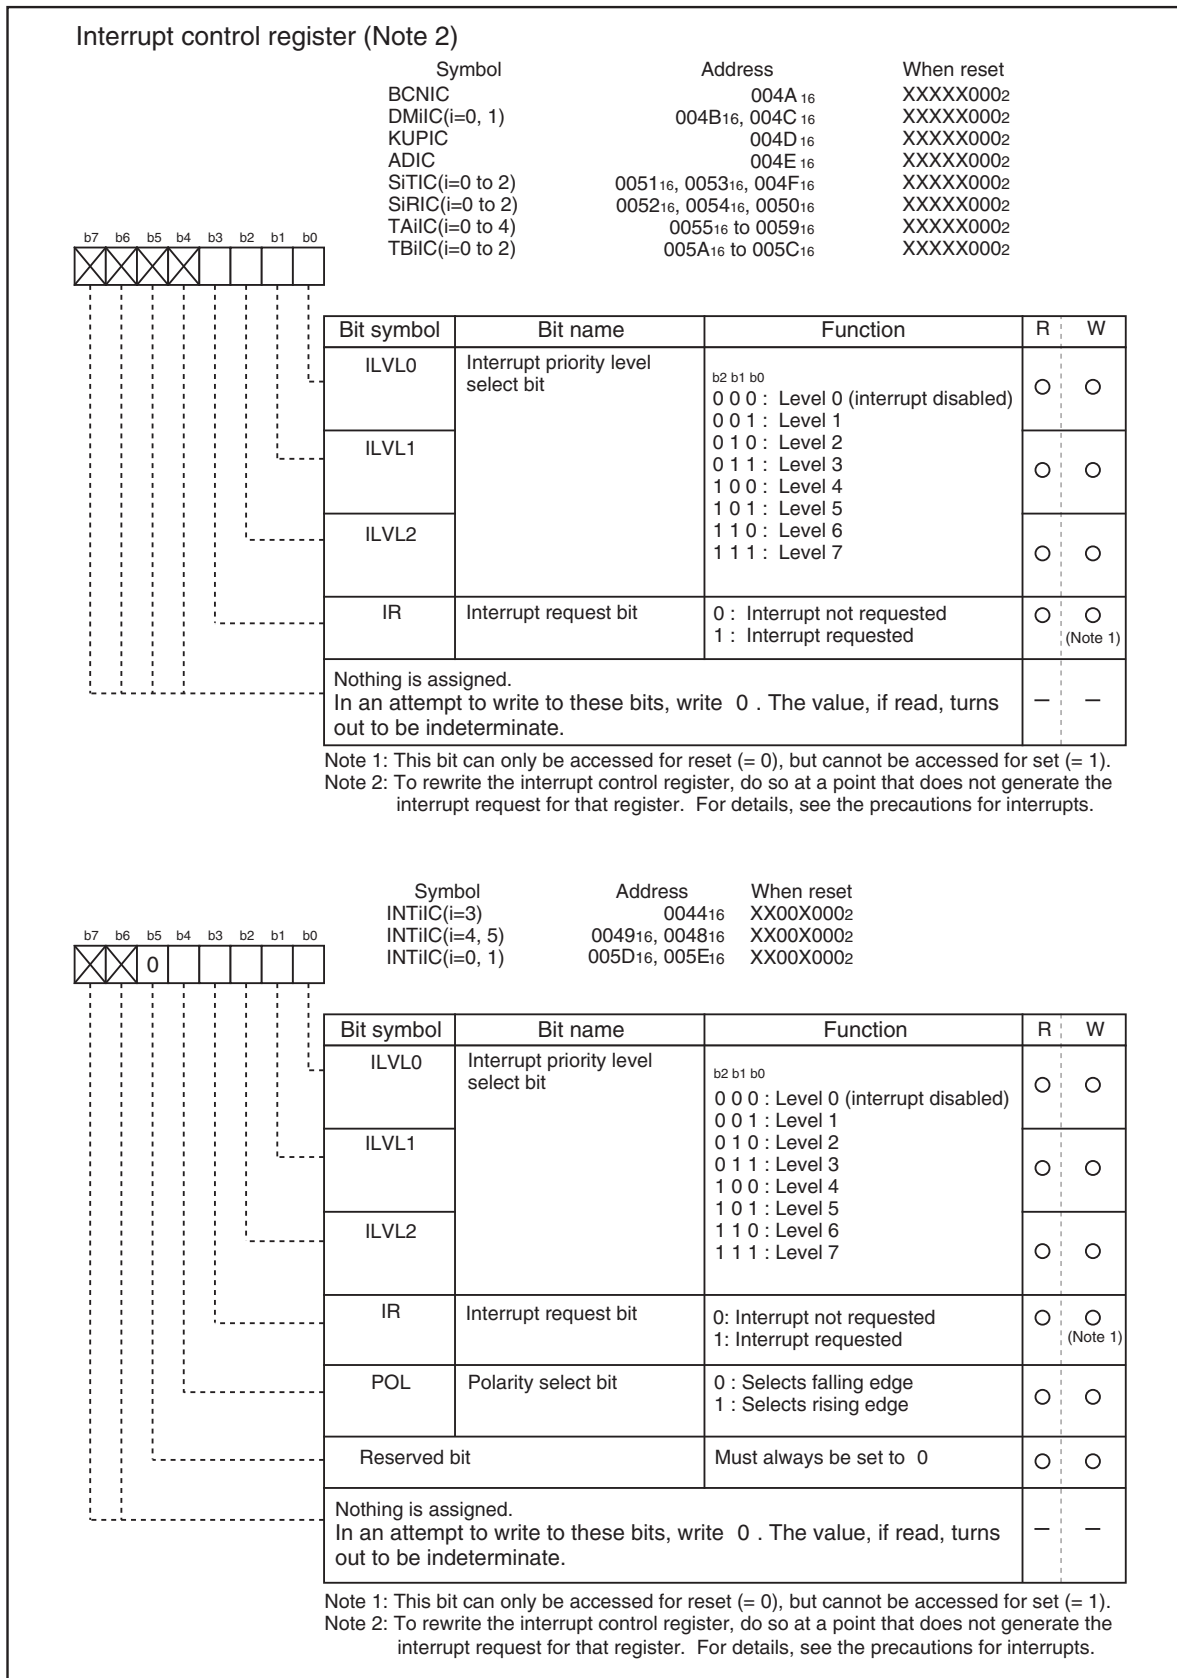 Interrupt control register (Note 2)
Symbol Address When reset
BCNIC 004A16 XXXXX0002
DMiIC(i=0, 1) 004B16, 004C16 XXXXX0002
KUPIC 004D16 XXXXX0002
ADIC 004E16 XXXXX0002
SiTIC(i=0 to 2) 005116, 005316, 004F16 XXXXX0002
SiRIC(i=0 to 2) 005216, 005416, 005016 XXXXX0002
TAiIC(i=0 to 4) 005516 to 005916 XXXXX0002
TBiIC(i=0 to 2) 005A16 to 005C16 XXXXX0002
b7 b6 b5 b4 b3 b2 b1 b0
Bit symbol Bit name Function R W
ILVL0 Interrupt priority level
select bit
b2 b1 b0
0 0 0 : Level 0 (interrupt disabled)
0 0 1 : Level 1
ILVL1 0 1 0 : Level 2
0 1 1 : Level 3
1 0 0 : Level 4
1 0 1 : Level 5
ILVL2 1 1 0 : Level 6
1 1 1 : Level 7
IR Interrupt request bit 0 : Interrupt not requested
1 : Interrupt requested (Note 1)
Nothing is assigned.
In an attempt to write to these bits, write 0 . The value, if read, turns – –
out to be indeterminate.
Note 1: This bit can only be accessed for reset (= 0), but cannot be accessed for set (= 1).
Note 2: To rewrite the interrupt control register, do so at a point that does not generate the
interrupt request for that register. For details, see the precautions for interrupts.
Symbol Address When reset
INTiIC(i=3) 004416 XX00X0002
INTiIC(i=4, 5) 004916, 004816 XX00X0002
INTiIC(i=0, 1) 005D16, 005E16 XX00X0002
b7 b6 b5 b4 b3 b2 b1 b0
0
Bit symbol Bit name Function R W
ILVL0 Interrupt priority level
select bit
b2 b1 b0
0 0 0 : Level 0 (interrupt disabled)
0 0 1 : Level 1
ILVL1 0 1 0 : Level 2
0 1 1 : Level 3
1 0 0 : Level 4
1 0 1 : Level 5
ILVL2 1 1 0 : Level 6
1 1 1 : Level 7
IR Interrupt request bit 0: Interrupt not requested
1: Interrupt requested (Note 1)
POL Polarity select bit 0 : Selects falling edge
1 : Selects rising edge
Reserved bit Must always be set to 0
Nothing is assigned.
In an attempt to write to these bits, write 0 . The value, if read, turns – –
out to be indeterminate.
Note 1: This bit can only be accessed for reset (= 0), but cannot be accessed for set (= 1).
Note 2: To rewrite the interrupt control register, do so at a point that does not generate the
interrupt request for that register. For details, see the precautions for interrupts.